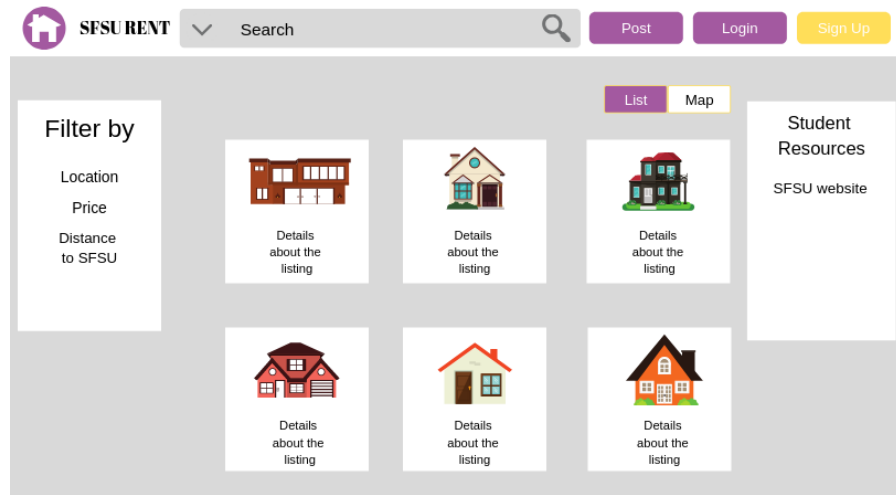 SFSU RENT
Search
Post
Login
Sign Up
List
Map
Filter by
Location
Price
Distance
to SFSU
Student
Resources
SFSU website
Details
about the
listing
Details
about the
listing
Details
about the
listing
Details
about the
listing
Details
about the
listing
Details
about the
listing